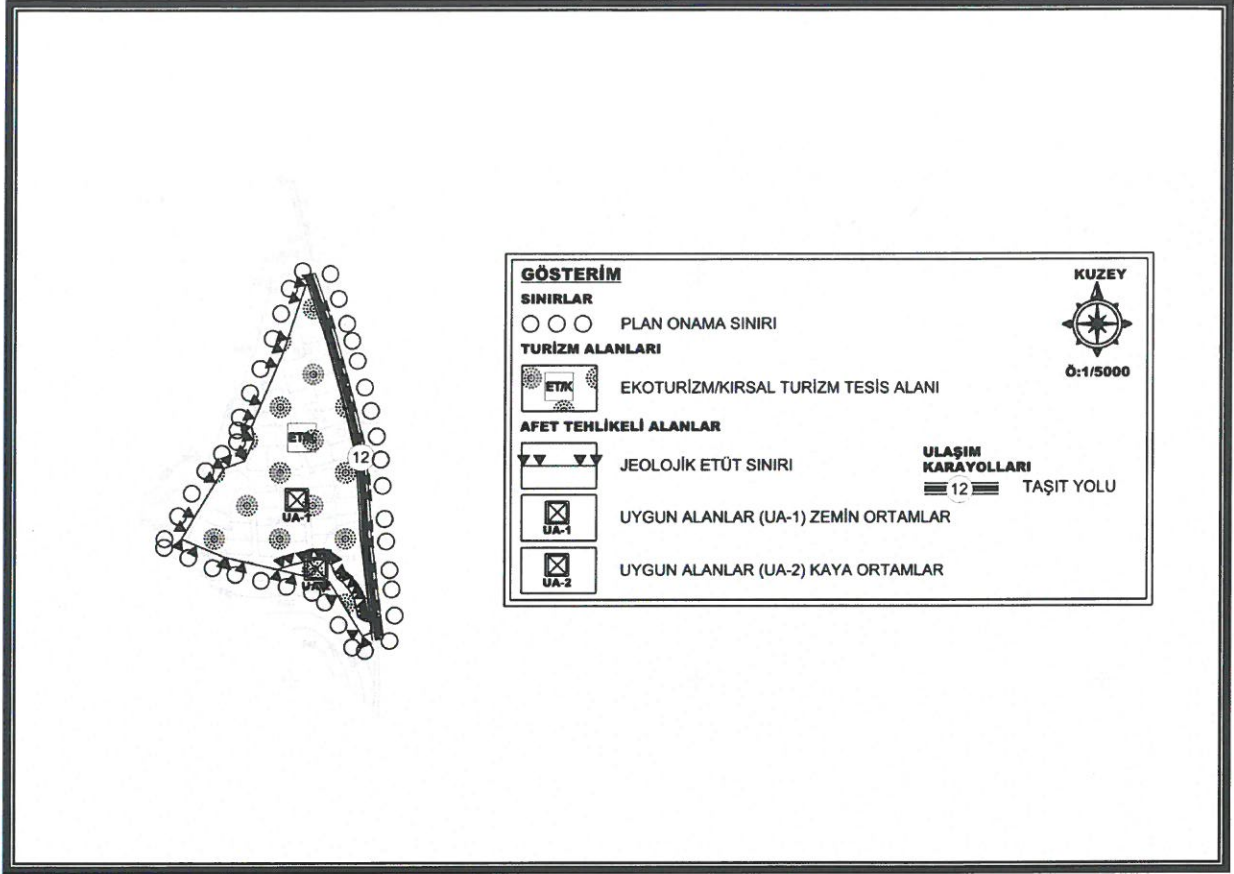 ET/K
12
UA-1
UA-2
GÖSTERİM
SINIRLAR
PLAN ONAMA SINIRI
TURİZM ALANLARI
ET/K
EKOTURİZM/KIRSAL TURİZM TESİS ALANI
AFET TEHLİKELİ ALANLAR
JEOLOJİK ETÜT SINIRI
UA-1
UYGUN ALANLAR (UA-1) ZEMİN ORTAMLAR
UA-2
UYGUN ALANLAR (UA-2) KAYA ORTAMLAR
KUZEY
Ö:1/5000
ULAŞIM
KARAYOLLARI
12
TAŞIT YOLU